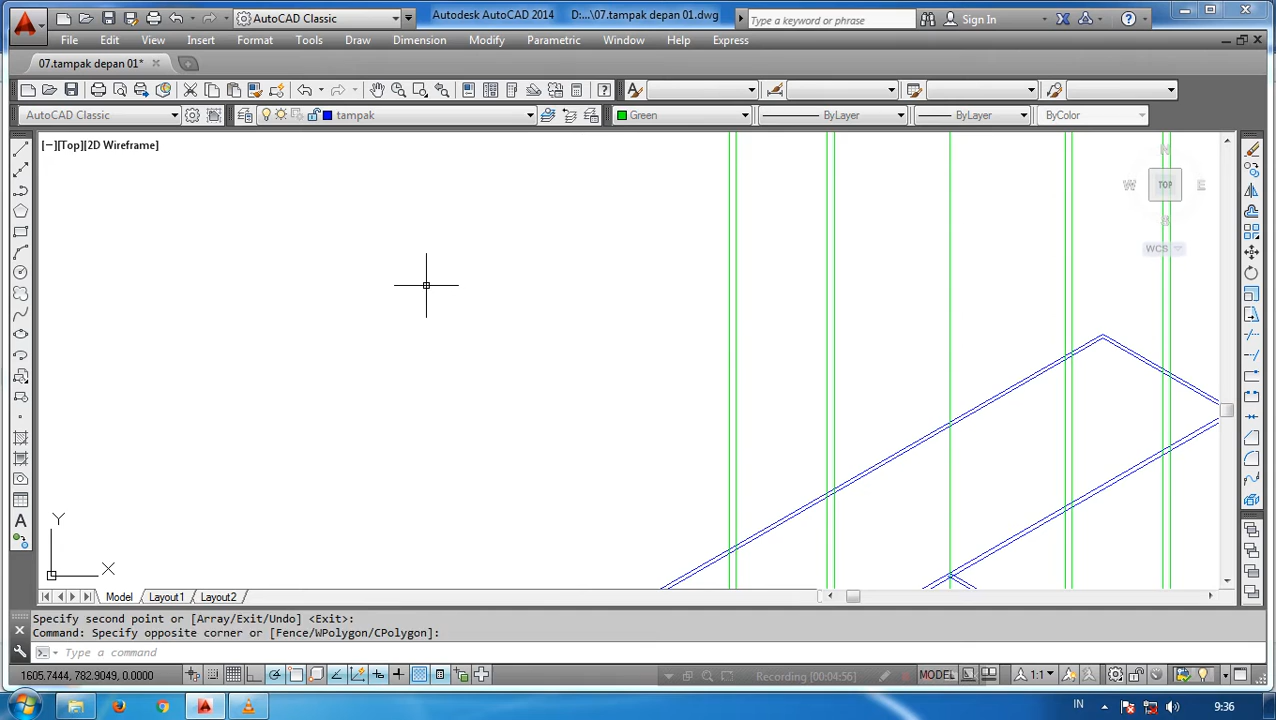 AutoCAD Classic
Autodesk AutoCAD 2014 D:...\07.tampak depan 01.dwg
Type a keyword or phrase
Sign In
File Edit View Insert Format Tools Draw Dimension Modify Parametric Window Help Express
07.tampak depan 01*
AutoCAD Classic
tampak
Green
ByLayer
ByLayer
ByColor
[−][Top][2D Wireframe]
N
W TOP E
S
WCS
Y
X
Model Layout1 Layout2
Specify second point or [Array/Exit/Undo] <Exit>:
Command: Specify opposite corner or [Fence/WPolygon/CPolygon]:
Type a command
1605.7444, 782.9049, 0.0000
Recording [00:04:56]
MODEL
1:1
IN
9:36